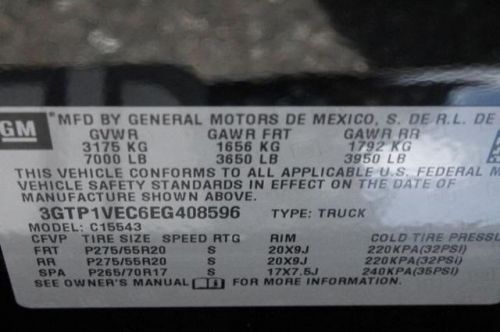 GM
MFD BY GENERAL MOTORS DE MEXICO, S. DE R.L. DE
GVWR GAWR FRT GAWR RR
3175 KG 1656 KG 1792 KG
7000 LB 3650 LB 3950 LB
THIS VEHICLE CONFORMS TO ALL APPLICABLE U.S. FEDERAL M
VEHICLE SAFETY STANDARDS IN EFFECT ON THE DATE OF
MANUFACTURE SHOWN ABOVE.
3GTP1VEC6EG408596 TYPE: TRUCK
MODEL: C15543
CFVP TIRE SIZE SPEED RTG RIM COLD TIRE PRESSU
FRT P275/55R20 S 20X9J 220KPA(32PSI)
RR P275/55R20 S 20X9J 220KPA(32PSI)
SPA P265/70R17 S 17X7.5J 240KPA(35PSI)
SEE OWNER'S MANUAL FOR MORE INFORMATION.